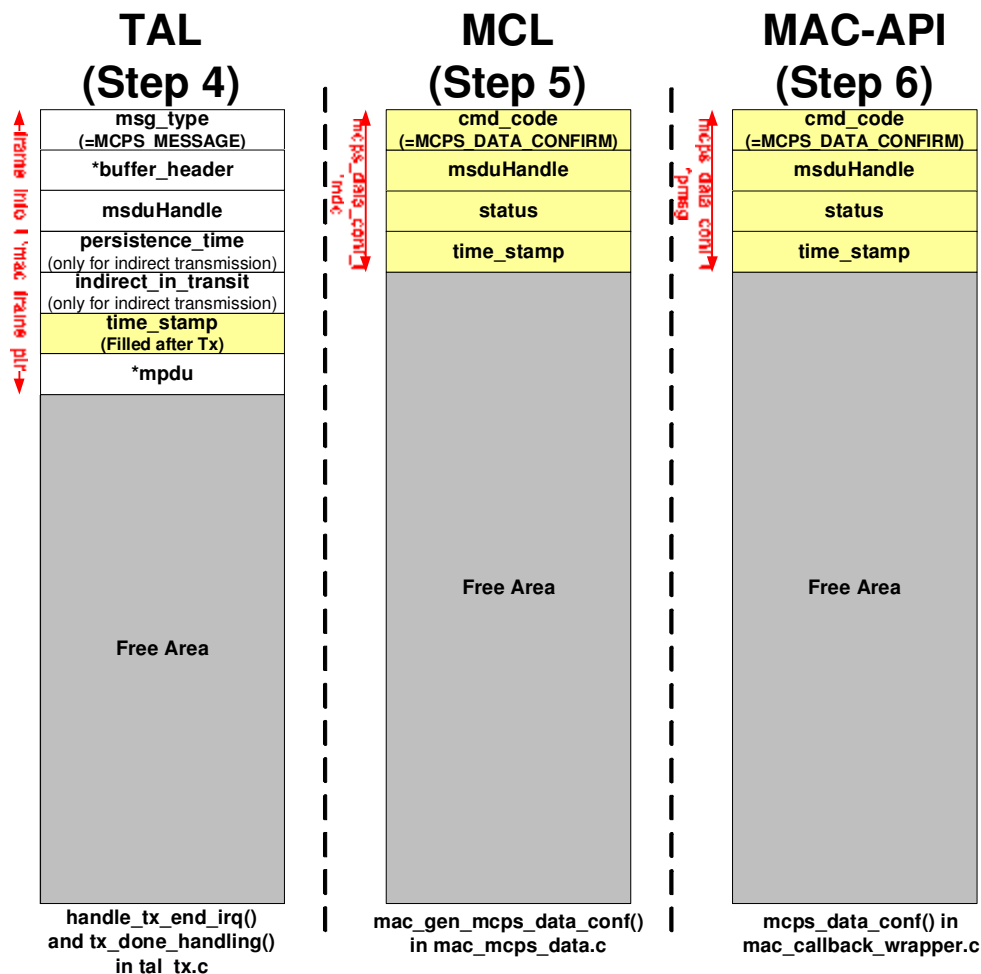 TAL
(Step 4)
msg_type
(=MCPS_MESSAGE)
*buffer_header
msduHandle
persistence_time
(only for indirect transmission)
indirect_in_transit
(only for indirect transmission)
time_stamp
(Filled after Tx)
*mpdu
Free Area
handle_tx_end_irq()
and tx_done_handling()
in tal_tx.c
MCL
(Step 5)
cmd_code
(=MCPS_DATA_CONFIRM)
msduHandle
status
time_stamp
Free Area
mac_gen_mcps_data_conf()
in mac_mcps_data.c
MAC-API
(Step 6)
cmd_code
(=MCPS_DATA_CONFIRM)
msduHandle
status
time_stamp
Free Area
mcps_data_conf() in
mac_callback_wrapper.c